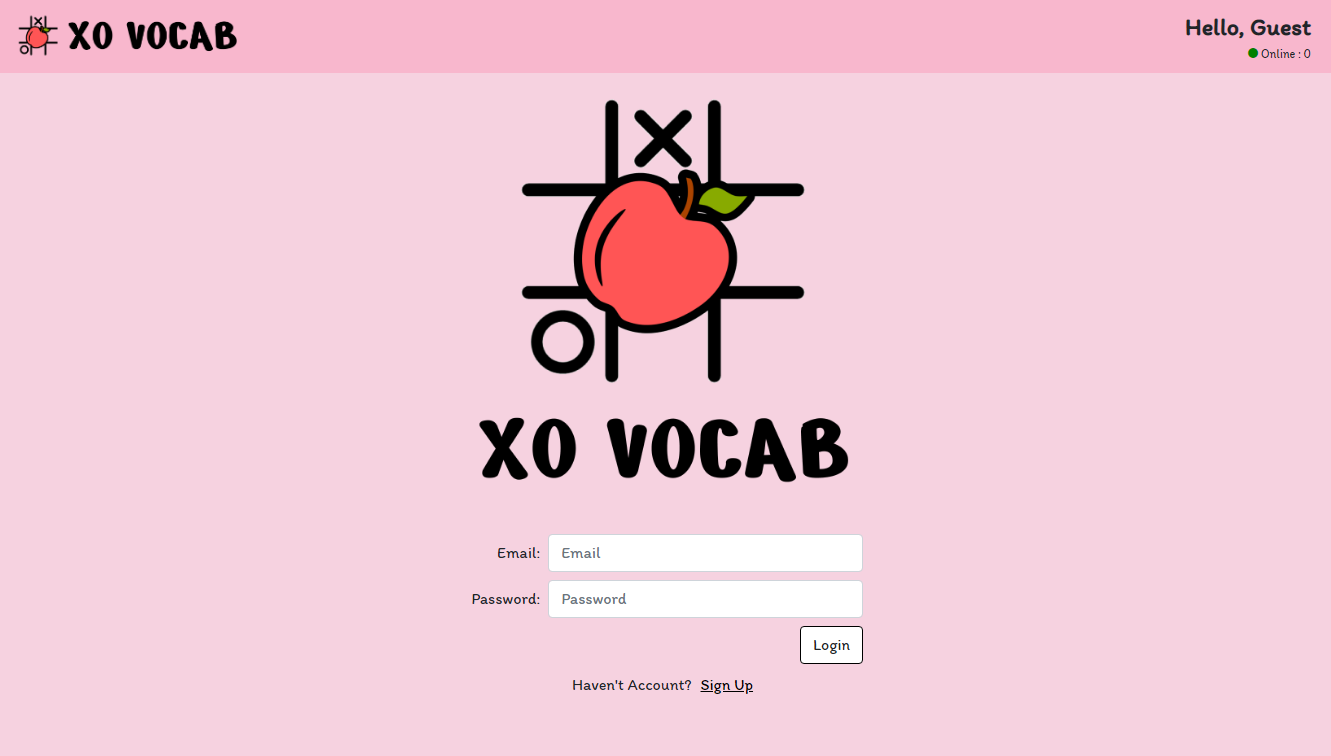 XO VOCAB
Hello, Guest
Online : 0
XO VOCAB
Email: Email
Password: Password
Login
Haven't Account? Sign Up